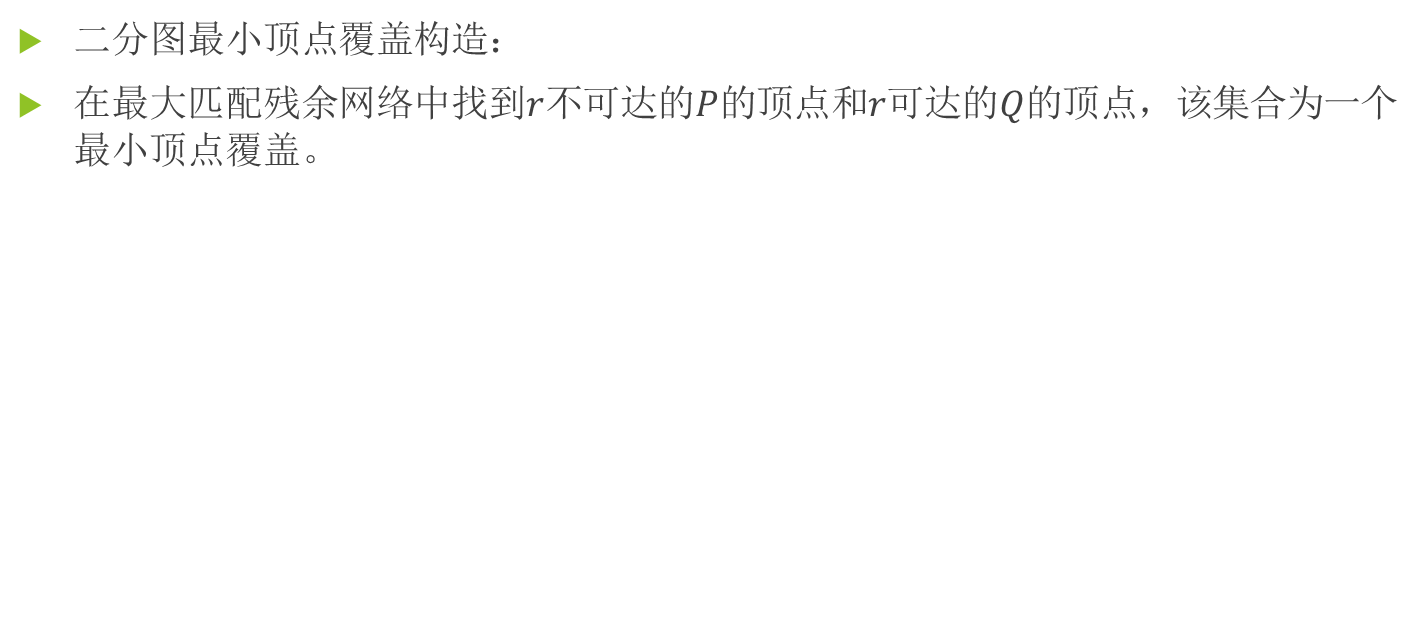 二分图最小顶点覆盖构造：
在最大匹配残余网络中找到r不可达的P的顶点和r可达的Q的顶点，该集合为一个
最小顶点覆盖。